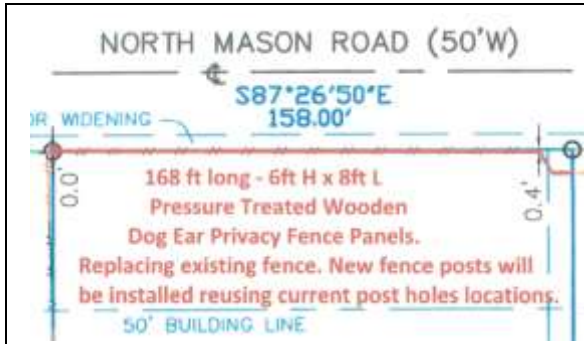 NORTH MASON ROAD (50'W)
S87°26'50"E
OR WIDENING
158.00'
0.0'
0.4'
168 ft long - 6ft H x 8ft L
Pressure Treated Wooden
Dog Ear Privacy Fence Panels.
Replacing existing fence. New fence posts will
be installed reusing current post holes locations.
50' BUILDING LINE